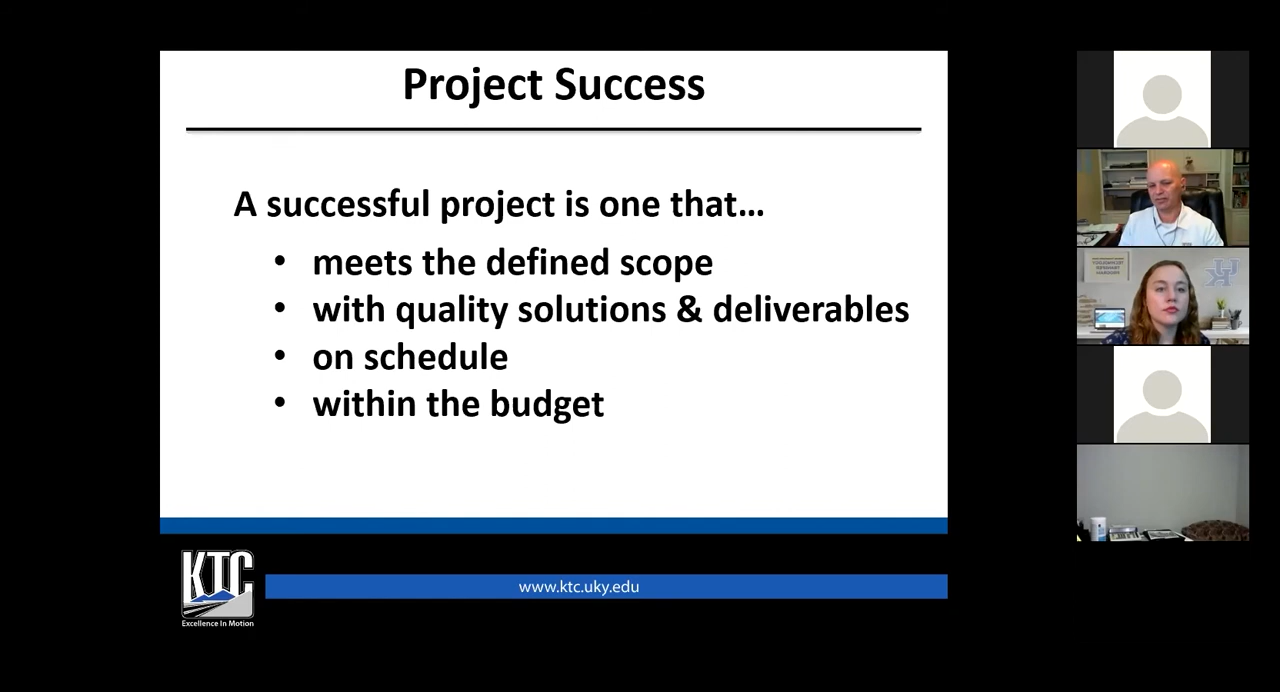 Project Success
A successful project is one that...
• meets the defined scope
• with quality solutions & deliverables
• on schedule
• within the budget
KTC
Excellence In Motion
www.ktc.uky.edu
UK